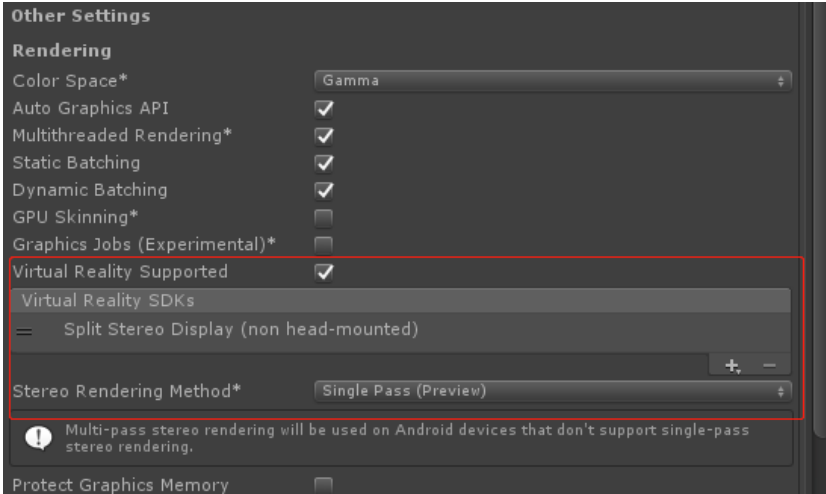 Other Settings
Rendering
Color Space* Gamma
Auto Graphics API
Multithreaded Rendering*
Static Batching
Dynamic Batching
GPU Skinning*
Graphics Jobs (Experimental)*
Virtual Reality Supported
Virtual Reality SDKs
Split Stereo Display (non head-mounted)
Stereo Rendering Method* Single Pass (Preview)
Multi-pass stereo rendering will be used on Android devices that don't support single-pass
stereo rendering.
Protect Graphics Memory